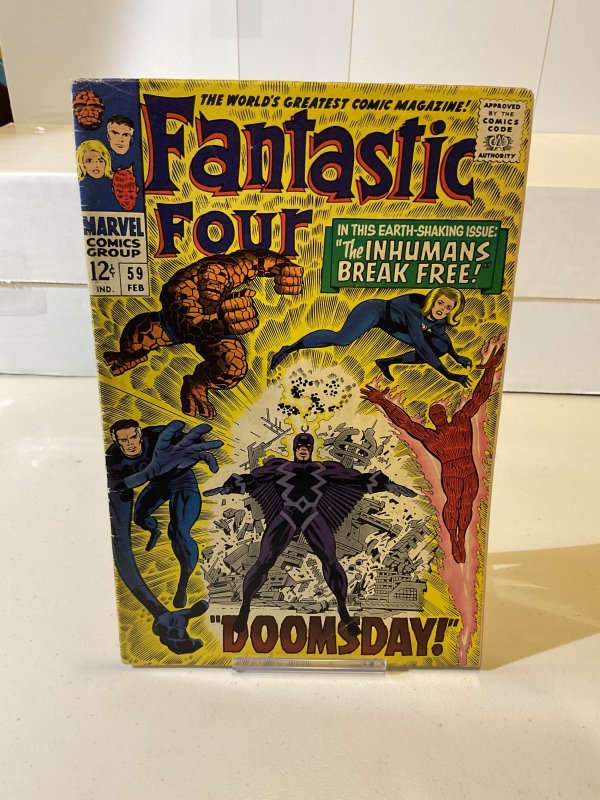 THE WORLD'S GREATEST COMIC MAGAZINE!
Fantastic
Four
APPROVED
BY THE
COMICS
CODE
AUTHORITY
MARVEL
COMICS
GROUP
12¢
IND.
59
FEB
IN THIS EARTH-SHAKING ISSUE:
"The INHUMANS
BREAK FREE!"
"DOOMSDAY!"